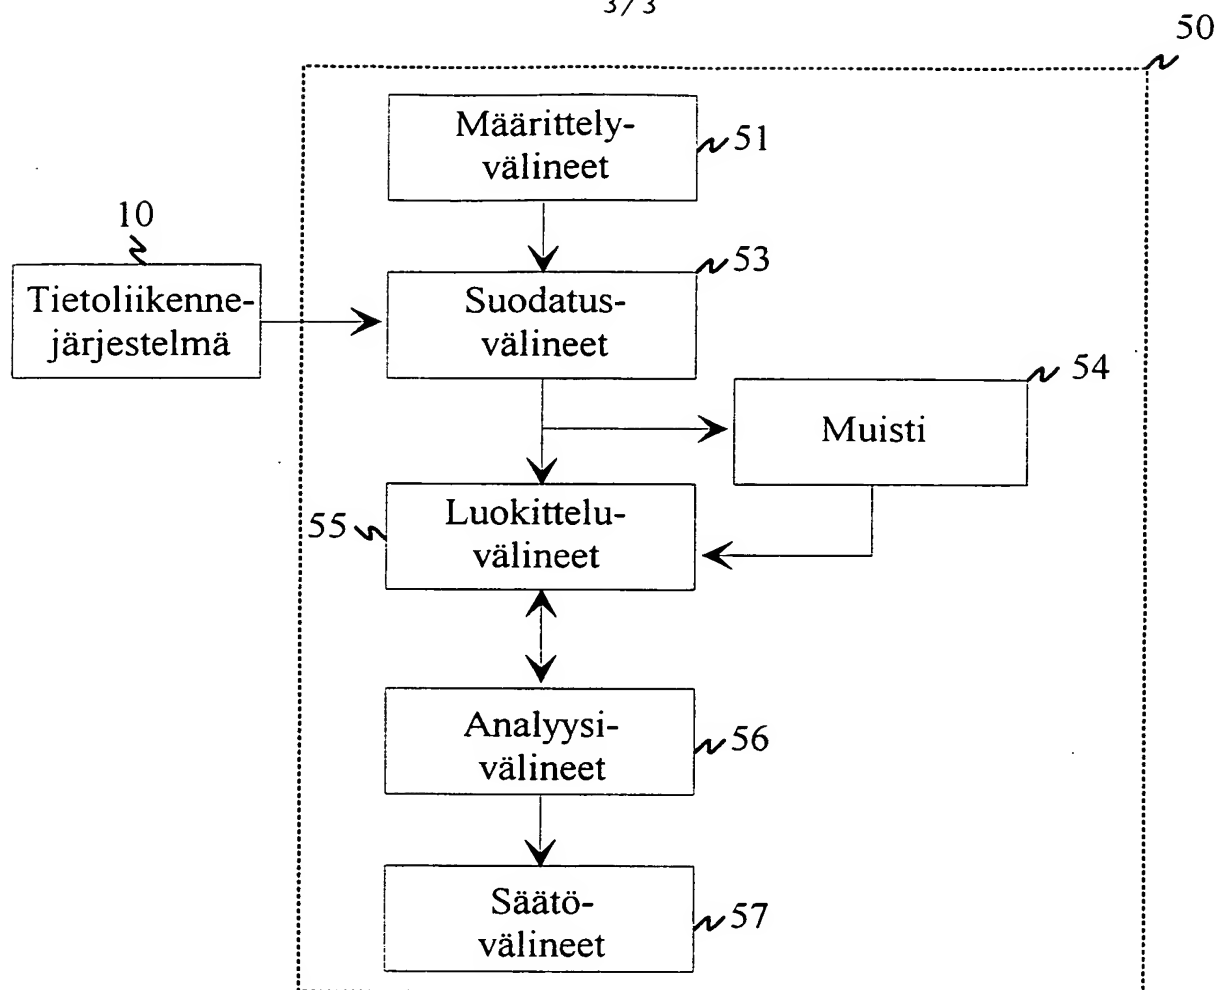 3/3
50
Määrittely-
välineet
51
10
53
Tietoliikenne-
järjestelmä
Suodatus-
välineet
54
Muisti
55
Luokittelu-
välineet
Analyysi-
välineet
56
Säätö-
välineet
57